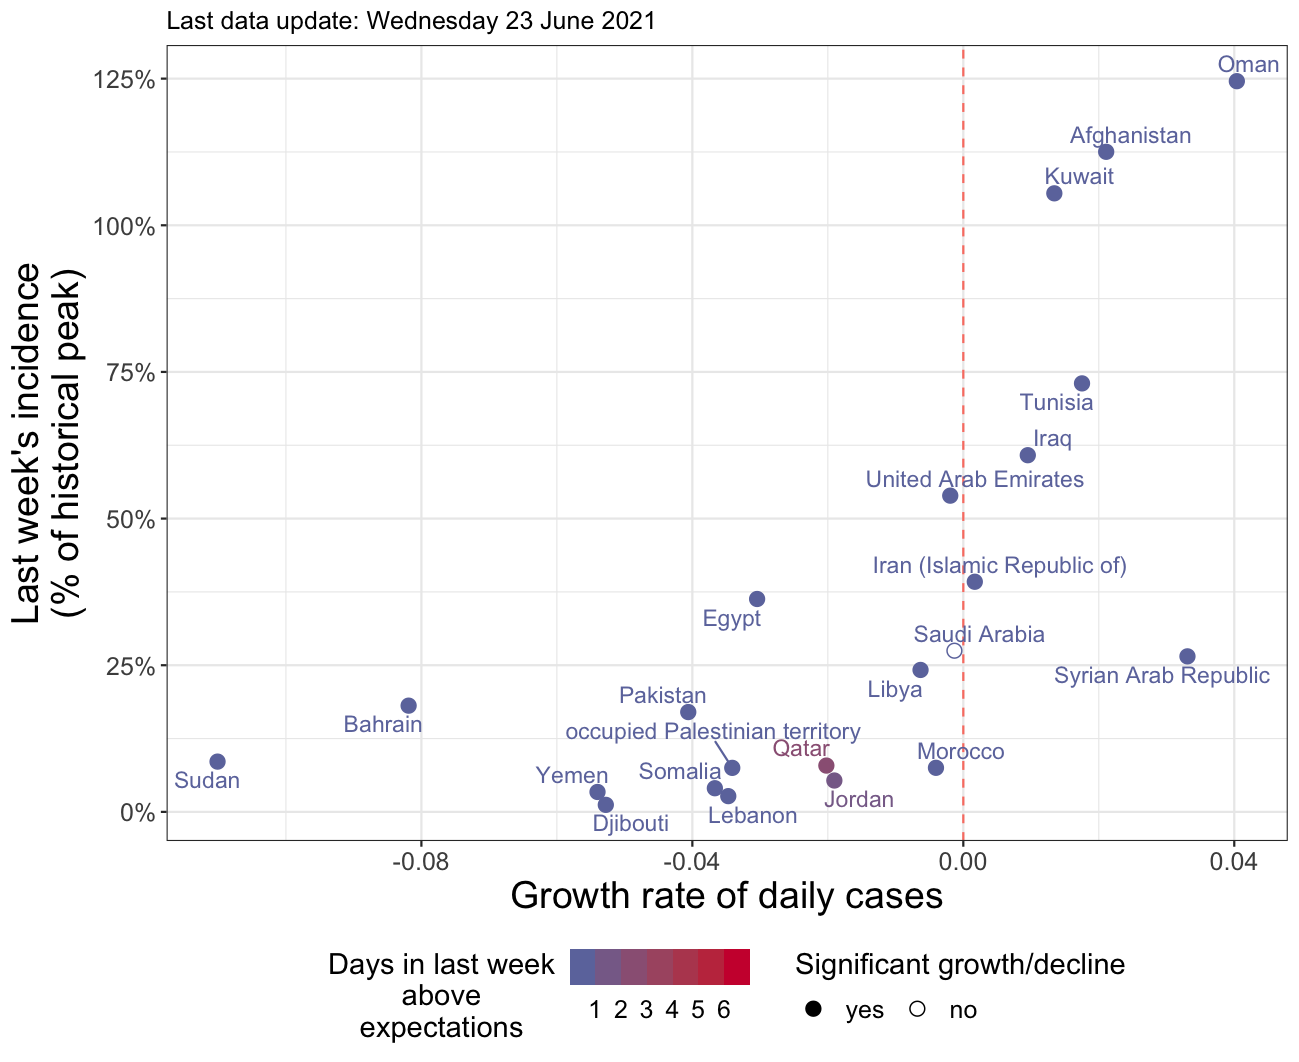 Last data update: Wednesday 23 June 2021
Last week's incidence
(% of historical peak)
125%
100%
75%
50%
25%
0%
Oman
Afghanistan
Kuwait
Tunisia
Iraq
United Arab Emirates
Iran (Islamic Republic of)
Egypt
Saudi Arabia
Syrian Arab Republic
Libya
Pakistan
Bahrain
occupied Palestinian territory
Qatar
Morocco
Sudan
Yemen
Somalia
Jordan
Lebanon
Djibouti
-0.08 -0.04 0.00 0.04
Growth rate of daily cases
Days in last week
above
expectations
1 2 3 4 5 6
Significant growth/decline
yes no